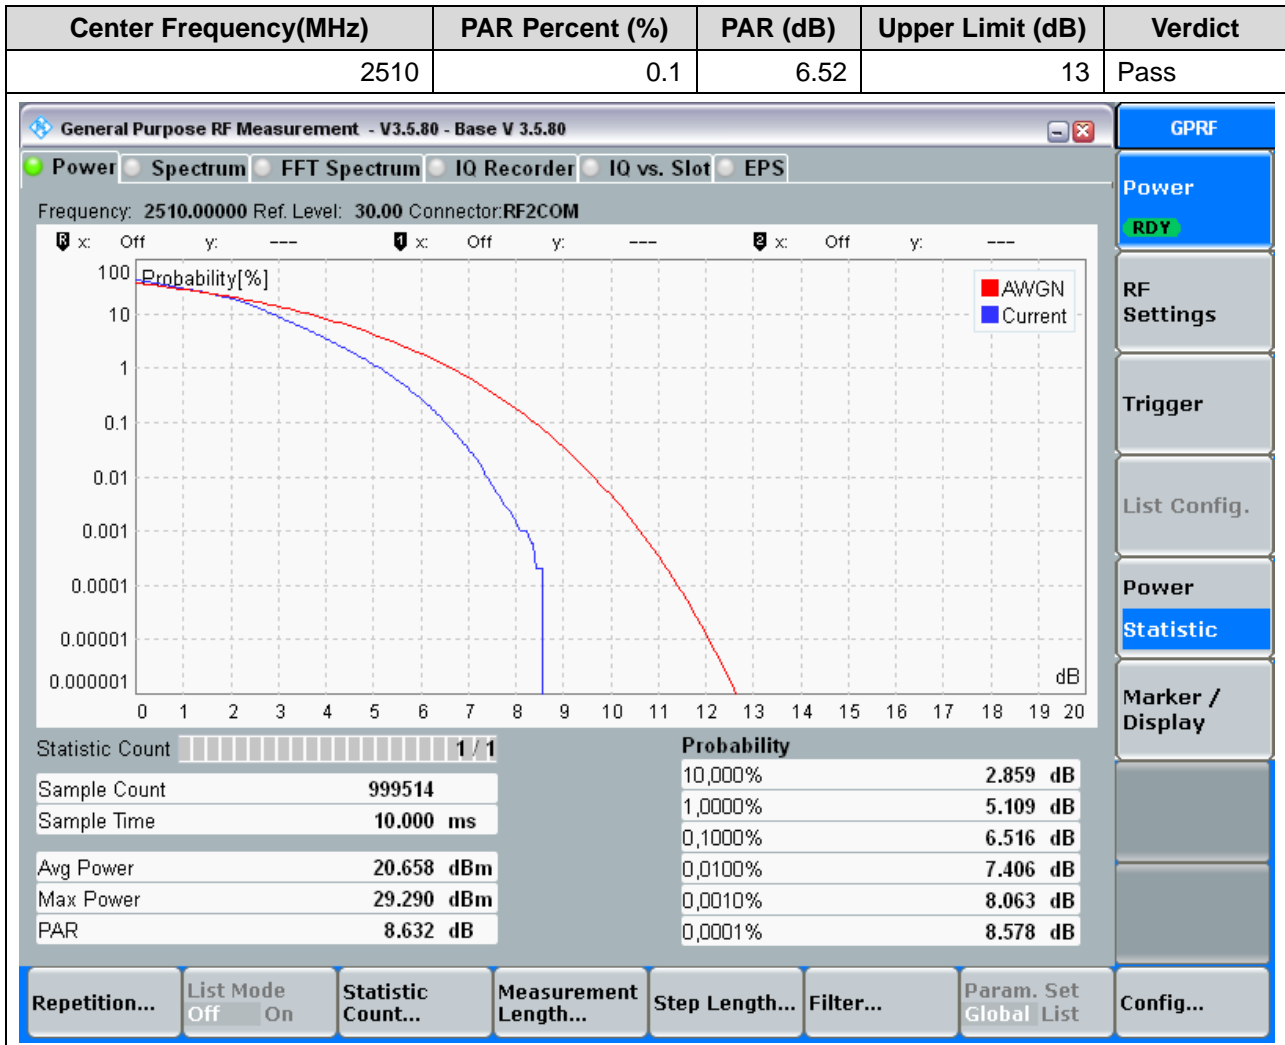 Center Frequency(MHz) PAR Percent (%) PAR (dB) Upper Limit (dB) Verdict
2510 0.1 6.52 13 Pass
General Purpose RF Measurement - V3.5.80 - Base V 3.5.80
GPRF
Power Spectrum FFT Spectrum IQ Recorder IQ vs. Slot EPS
Frequency: 2510.00000 Ref. Level: 30.00 Connector:RF2COM
R x: Off y: --- 1 x: Off y: --- 2 x: Off y: ---
Probability[%]
AWGN
Current
100
10
1
0.1
0.01
0.001
0.0001
0.00001
0.000001
dB
0 1 2 3 4 5 6 7 8 9 10 11 12 13 14 15 16 17 18 19 20
Statistic Count 1 / 1
Sample Count 999514
Sample Time 10.000 ms
Avg Power 20.658 dBm
Max Power 29.290 dBm
PAR 8.632 dB
Probability
10,000% 2.859 dB
1,0000% 5.109 dB
0,1000% 6.516 dB
0,0100% 7.406 dB
0,0010% 8.063 dB
0,0001% 8.578 dB
Power
RDY
RF
Settings
Trigger
List Config.
Power
Statistic
Marker /
Display
Repetition...
List Mode
Off On
Statistic
Count...
Measurement
Length...
Step Length...
Filter...
Param. Set
Global List
Config...